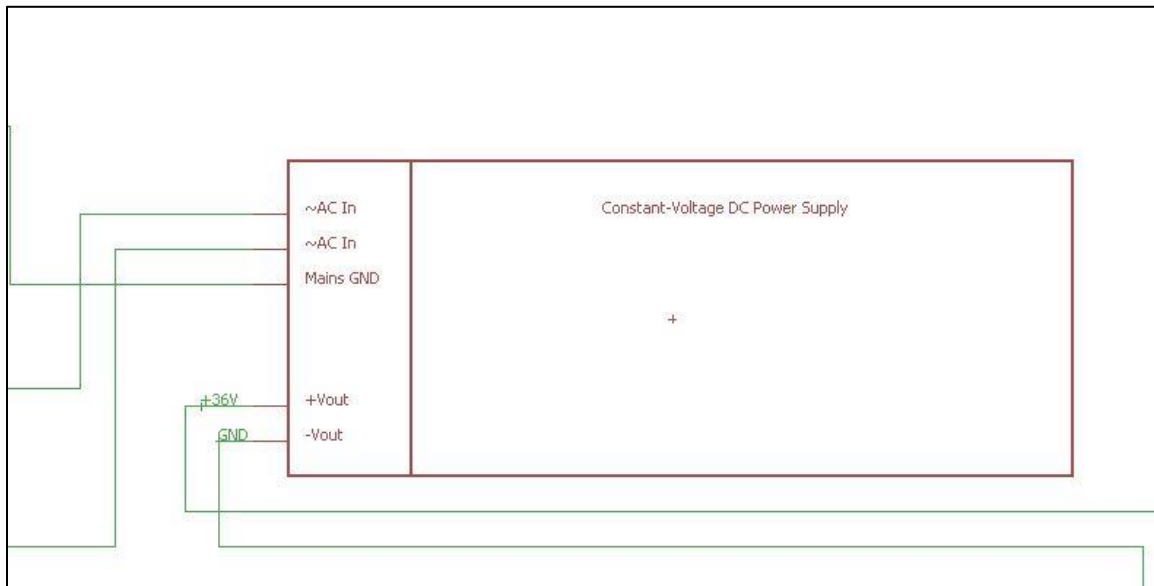 ~AC In
Constant-Voltage DC Power Supply
~AC In
Mains GND
+36V
+Vout
GND
-Vout